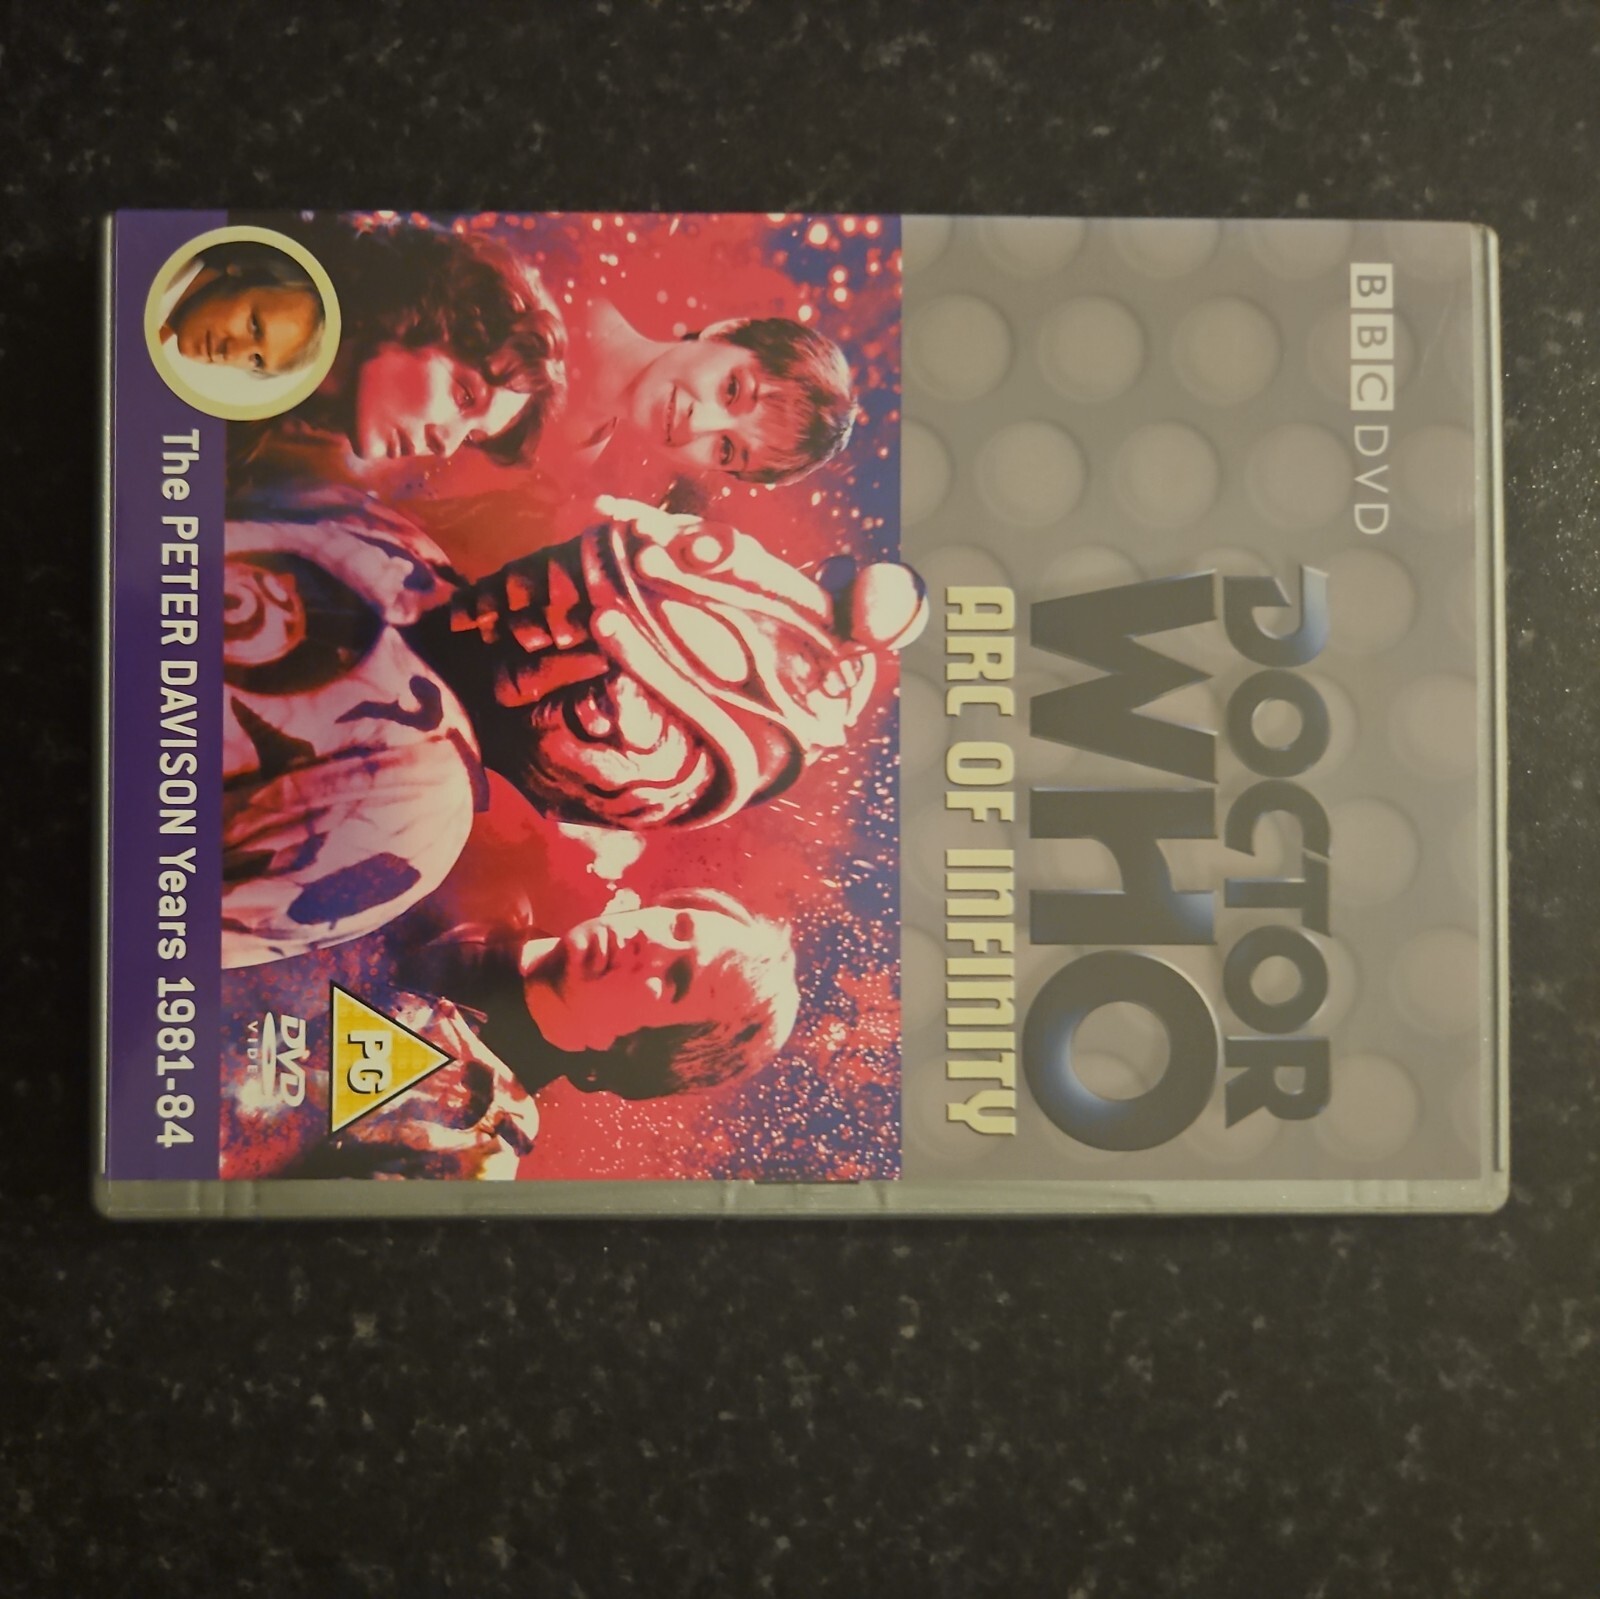 BBC DVD
DOCTOR
WHO
ARC OF INFINITY
PG
DVD
VIDEO
The PETER DAVISON Years 1981-84